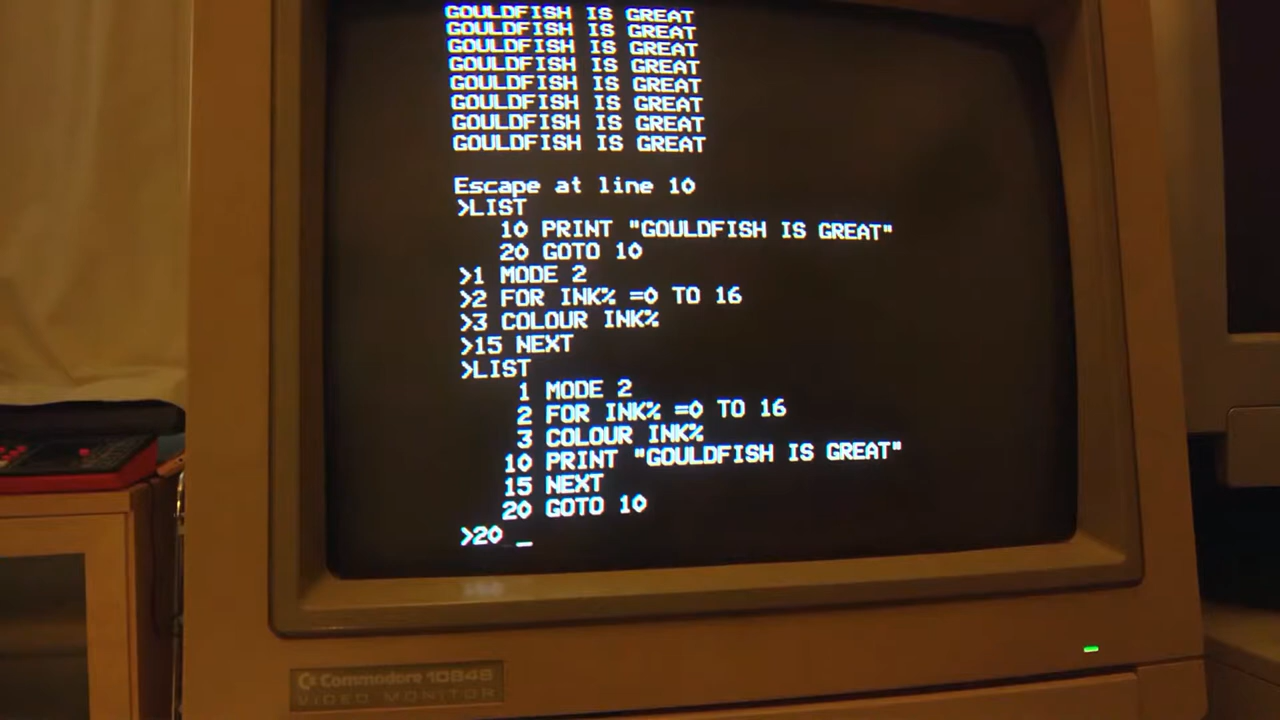 GOULDFISH IS GREAT
GOULDFISH IS GREAT
GOULDFISH IS GREAT
GOULDFISH IS GREAT
GOULDFISH IS GREAT
GOULDFISH IS GREAT
GOULDFISH IS GREAT
GOULDFISH IS GREAT
Escape at line 10
>LIST
10 PRINT "GOULDFISH IS GREAT"
20 GOTO 10
>1 MODE 2
>2 FOR INK% =0 TO 16
>3 COLOUR INK%
>15 NEXT
>LIST
1 MODE 2
2 FOR INK% =0 TO 16
3 COLOUR INK%
10 PRINT "GOULDFISH IS GREAT"
15 NEXT
20 GOTO 10
>20 _
Commodore 1084S
VIDEO MONITOR